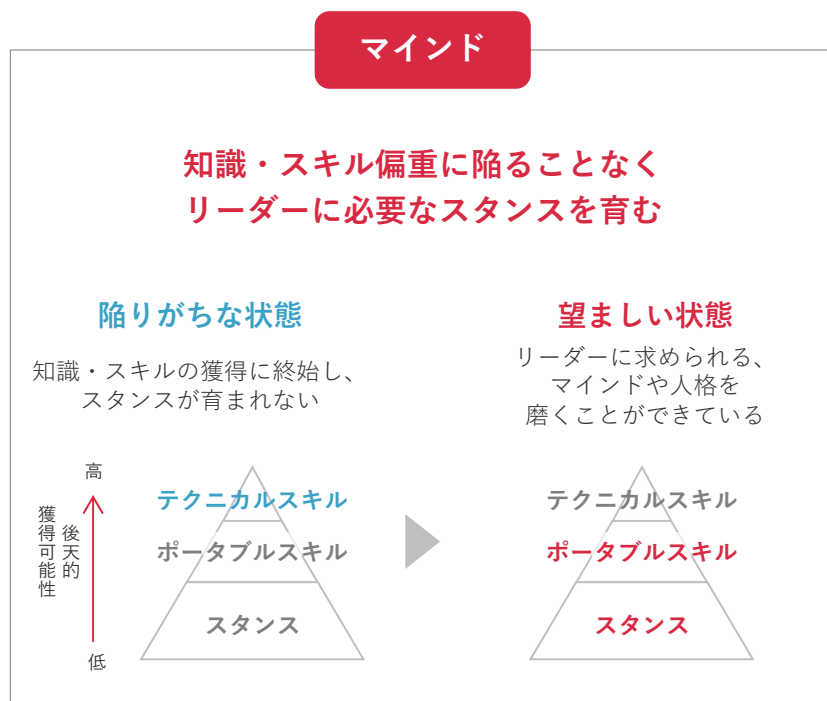 マインド
知識・スキル偏重に陥ることなく
リーダーに必要なスタンスを育む
陥りがちな状態
知識・スキルの獲得に終始し、
スタンスが育まれない
望ましい状態
リーダーに求められる、
マインドや人格を
磨くことができている
高
後天的
獲得可能性
低
テクニカルスキル
ポータブルスキル
スタンス
テクニカルスキル
ポータブルスキル
スタンス